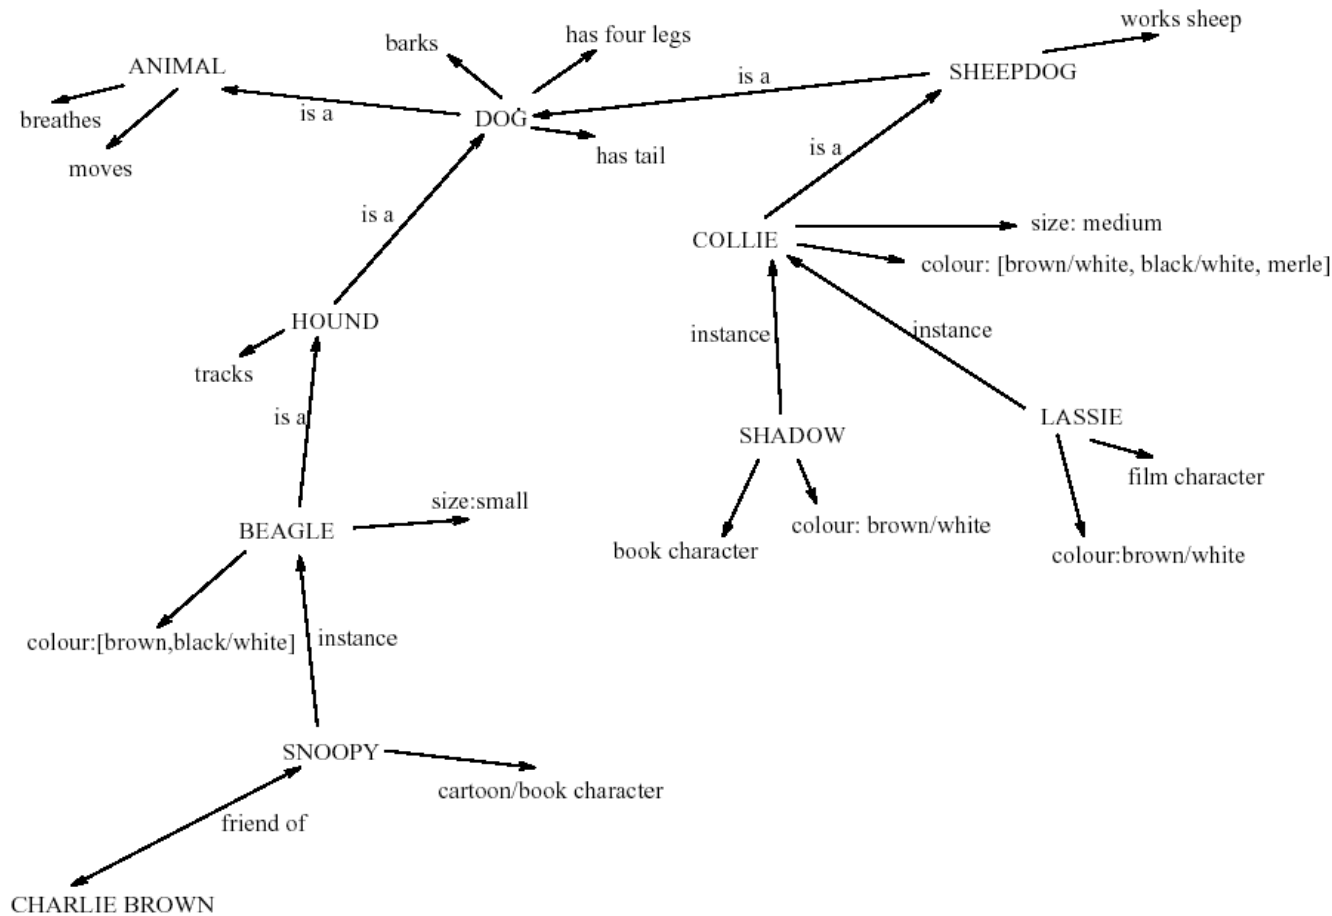 works sheep
has four legs
barks
ANIMAL
SHEEPDOG
is a
is a
breathes
DOG
has tail
is a
moves
is a
size: medium
COLLIE
colour: [brown/white, black/white, merle]
HOUND
instance
instance
tracks
is a
LASSIE
SHADOW
film character
size:small
colour: brown/white
BEAGLE
book character
colour:brown/white
colour:[brown,black/white]
instance
SNOOPY
cartoon/book character
friend of
CHARLIE BROWN